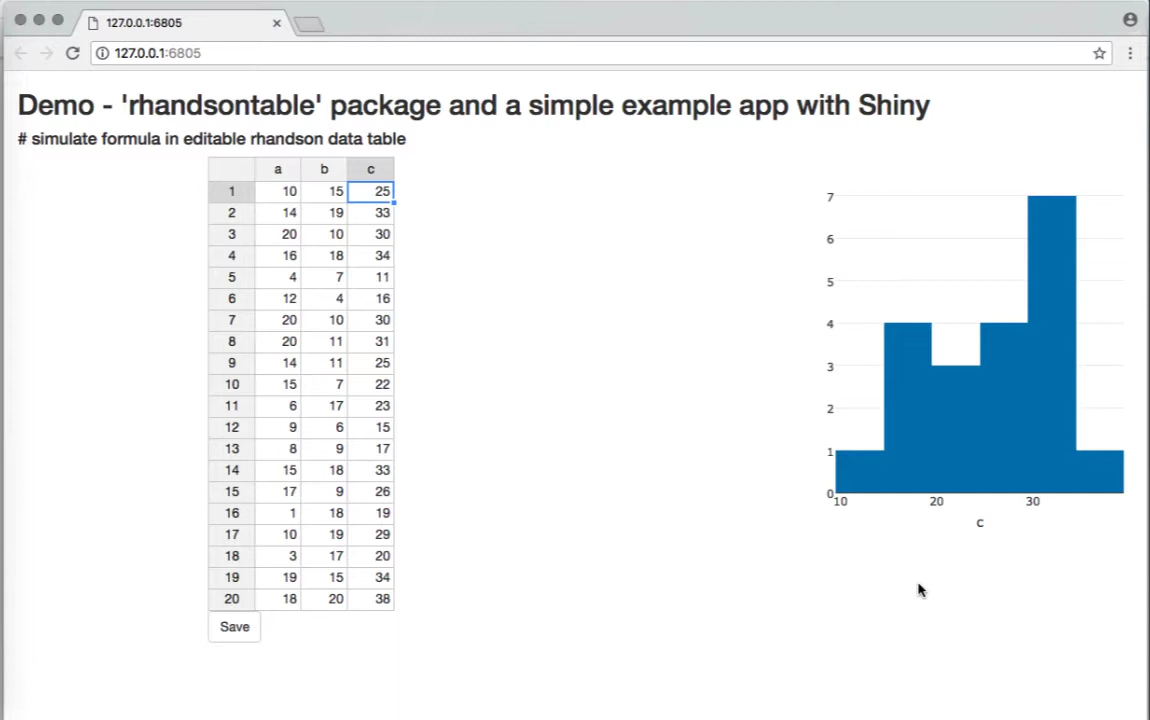 127.0.0.1:6805
127.0.0.1:6805
Demo - 'rhandsontable' package and a simple example app with Shiny
# simulate formula in editable rhandson data table
a b c
1 10 15 25
2 14 19 33
3 20 10 30
4 16 18 34
5 4 7 11
6 12 4 16
7 20 10 30
8 20 11 31
9 14 11 25
10 15 7 22
11 6 17 23
12 9 6 15
13 8 9 17
14 15 18 33
15 17 9 26
16 1 18 19
17 10 19 29
18 3 17 20
19 19 15 34
20 18 20 38
Save
7
6
5
4
3
2
1
0
10 20 30
c